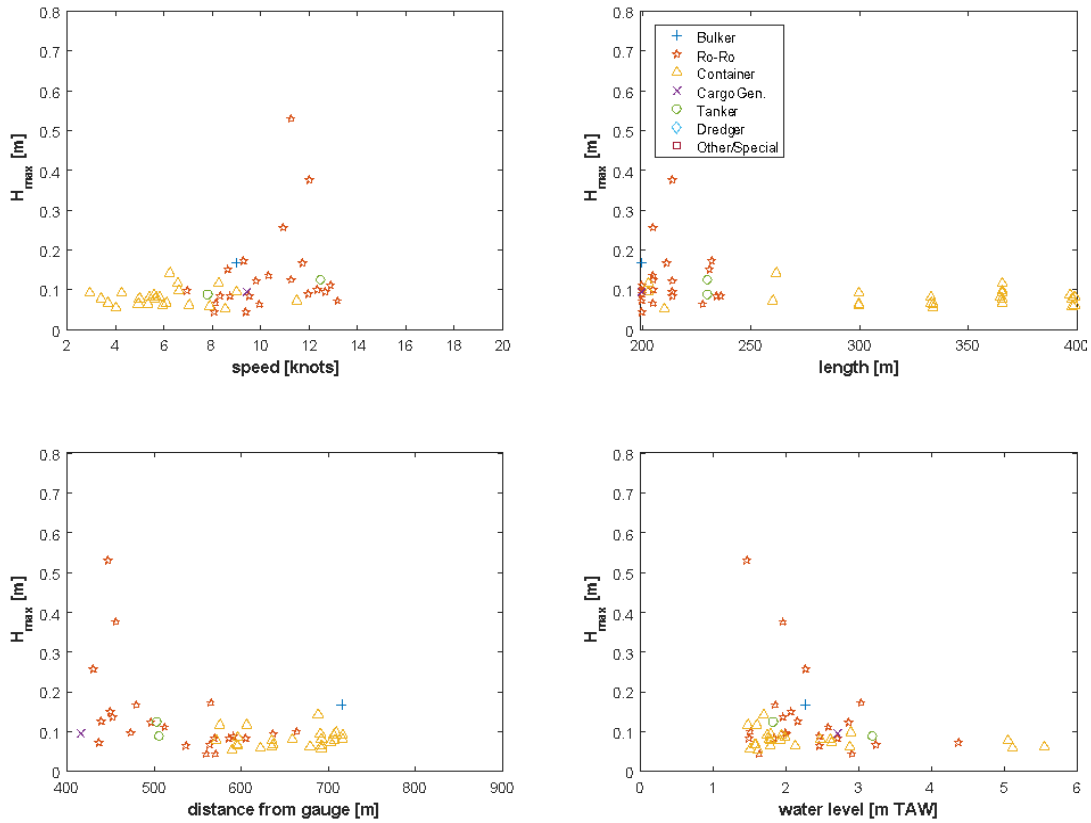 0.8
0.7
0.6
0.5
0.4
0.3
0.2
0.1
0
H_max [m]
2 4 6 8 10 12 14 16 18 20
speed [knots]
0.8
0.7
0.6
0.5
0.4
0.3
0.2
0.1
0
H_max [m]
Bulker
Ro-Ro
Container
Cargo Gen.
Tanker
Dredger
Other/Special
200 250 300 350 400
length [m]
0.8
0.7
0.6
0.5
0.4
0.3
0.2
0.1
0
H_max [m]
400 500 600 700 800 900
distance from gauge [m]
0.8
0.7
0.6
0.5
0.4
0.3
0.2
0.1
0
H_max [m]
0 1 2 3 4 5 6
water level [m TAW]